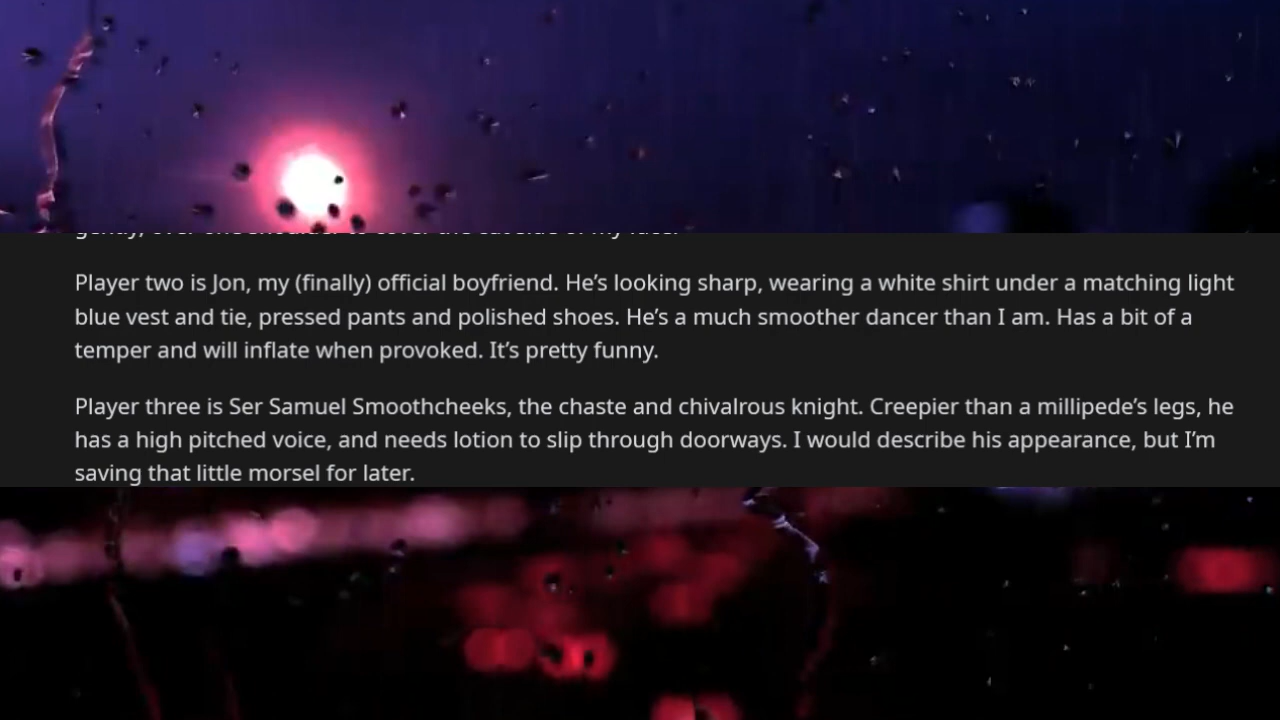 Player two is Jon, my (finally) official boyfriend. He’s looking sharp, wearing a white shirt under a matching light
blue vest and tie, pressed pants and polished shoes. He’s a much smoother dancer than I am. Has a bit of a
temper and will inflate when provoked. It’s pretty funny.
Player three is Ser Samuel Smoothcheeks, the chaste and chivalrous knight. Creepier than a millipede’s legs, he
has a high pitched voice, and needs lotion to slip through doorways. I would describe his appearance, but I’m
saving that little morsel for later.